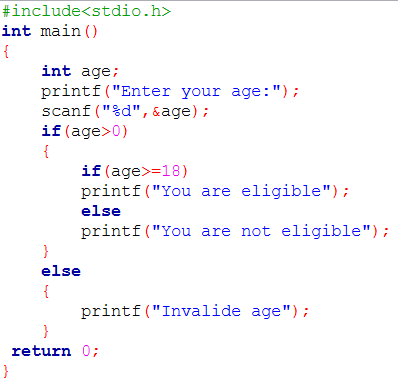 #include<stdio.h>
int main()
{
    int age;
    printf("Enter your age:");
    scanf("%d",&age);
    if(age>0)
    {
        if(age>=18)
        printf("You are eligible");
        else
        printf("You are not eligible");
    }
    else
    {
        printf("Invalide age");
    }
 return 0;
}